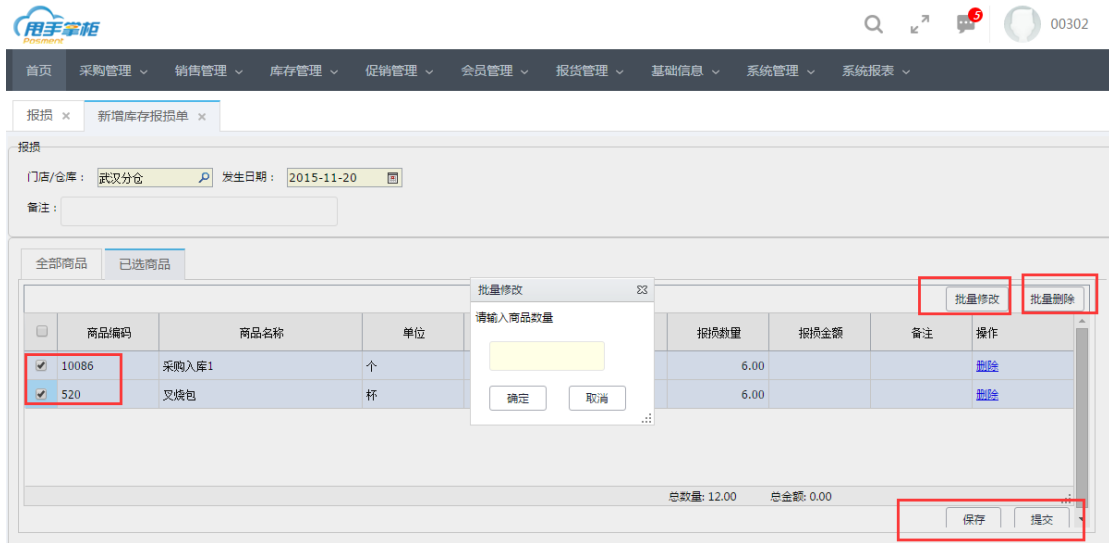 甩手掌柜
Posment
5
00302
首页 采购管理 销售管理 库存管理 促销管理 会员管理 报货管理 基础信息 系统管理 系统报表
报损 × 新增库存报损单 ×
报损
门店/仓库： 武汉分仓 发生日期： 2015-11-20
备注：
全部商品 已选商品
批量修改 批量删除
商品编码 商品名称 单位 报损数量 报损金额 备注 操作
10086 采购入库1 个 6.00 删除
520 叉烧包 杯 6.00 删除
批量修改
请输入商品数量
确定 取消
总数量: 12.00 总金额: 0.00
保存 提交